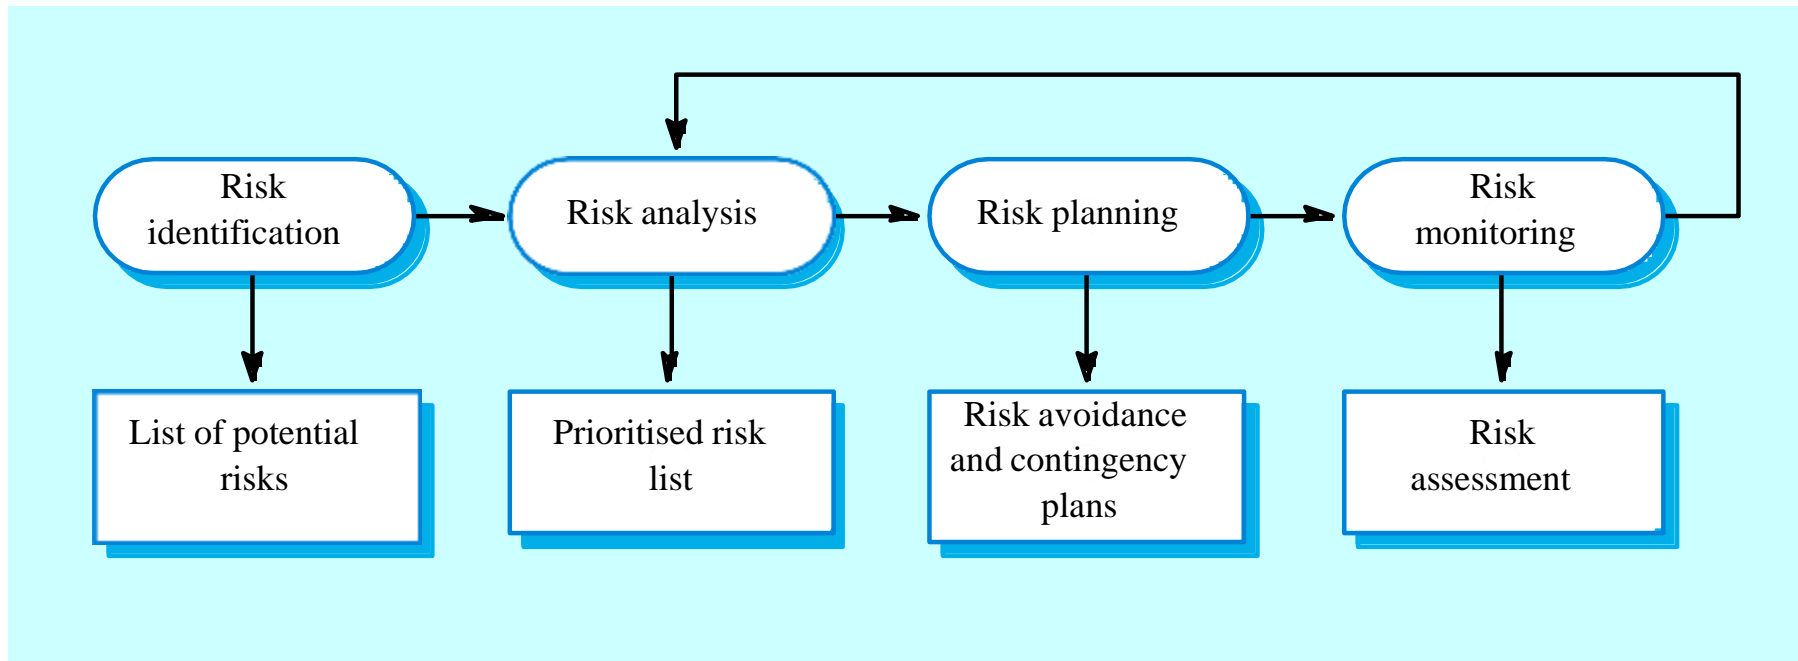 Risk
identification
Risk analysis
Risk planning
Risk
monitoring
List of potential
risks
Prioritised risk
list
Risk avoidance
and contingency
plans
Risk
assessment